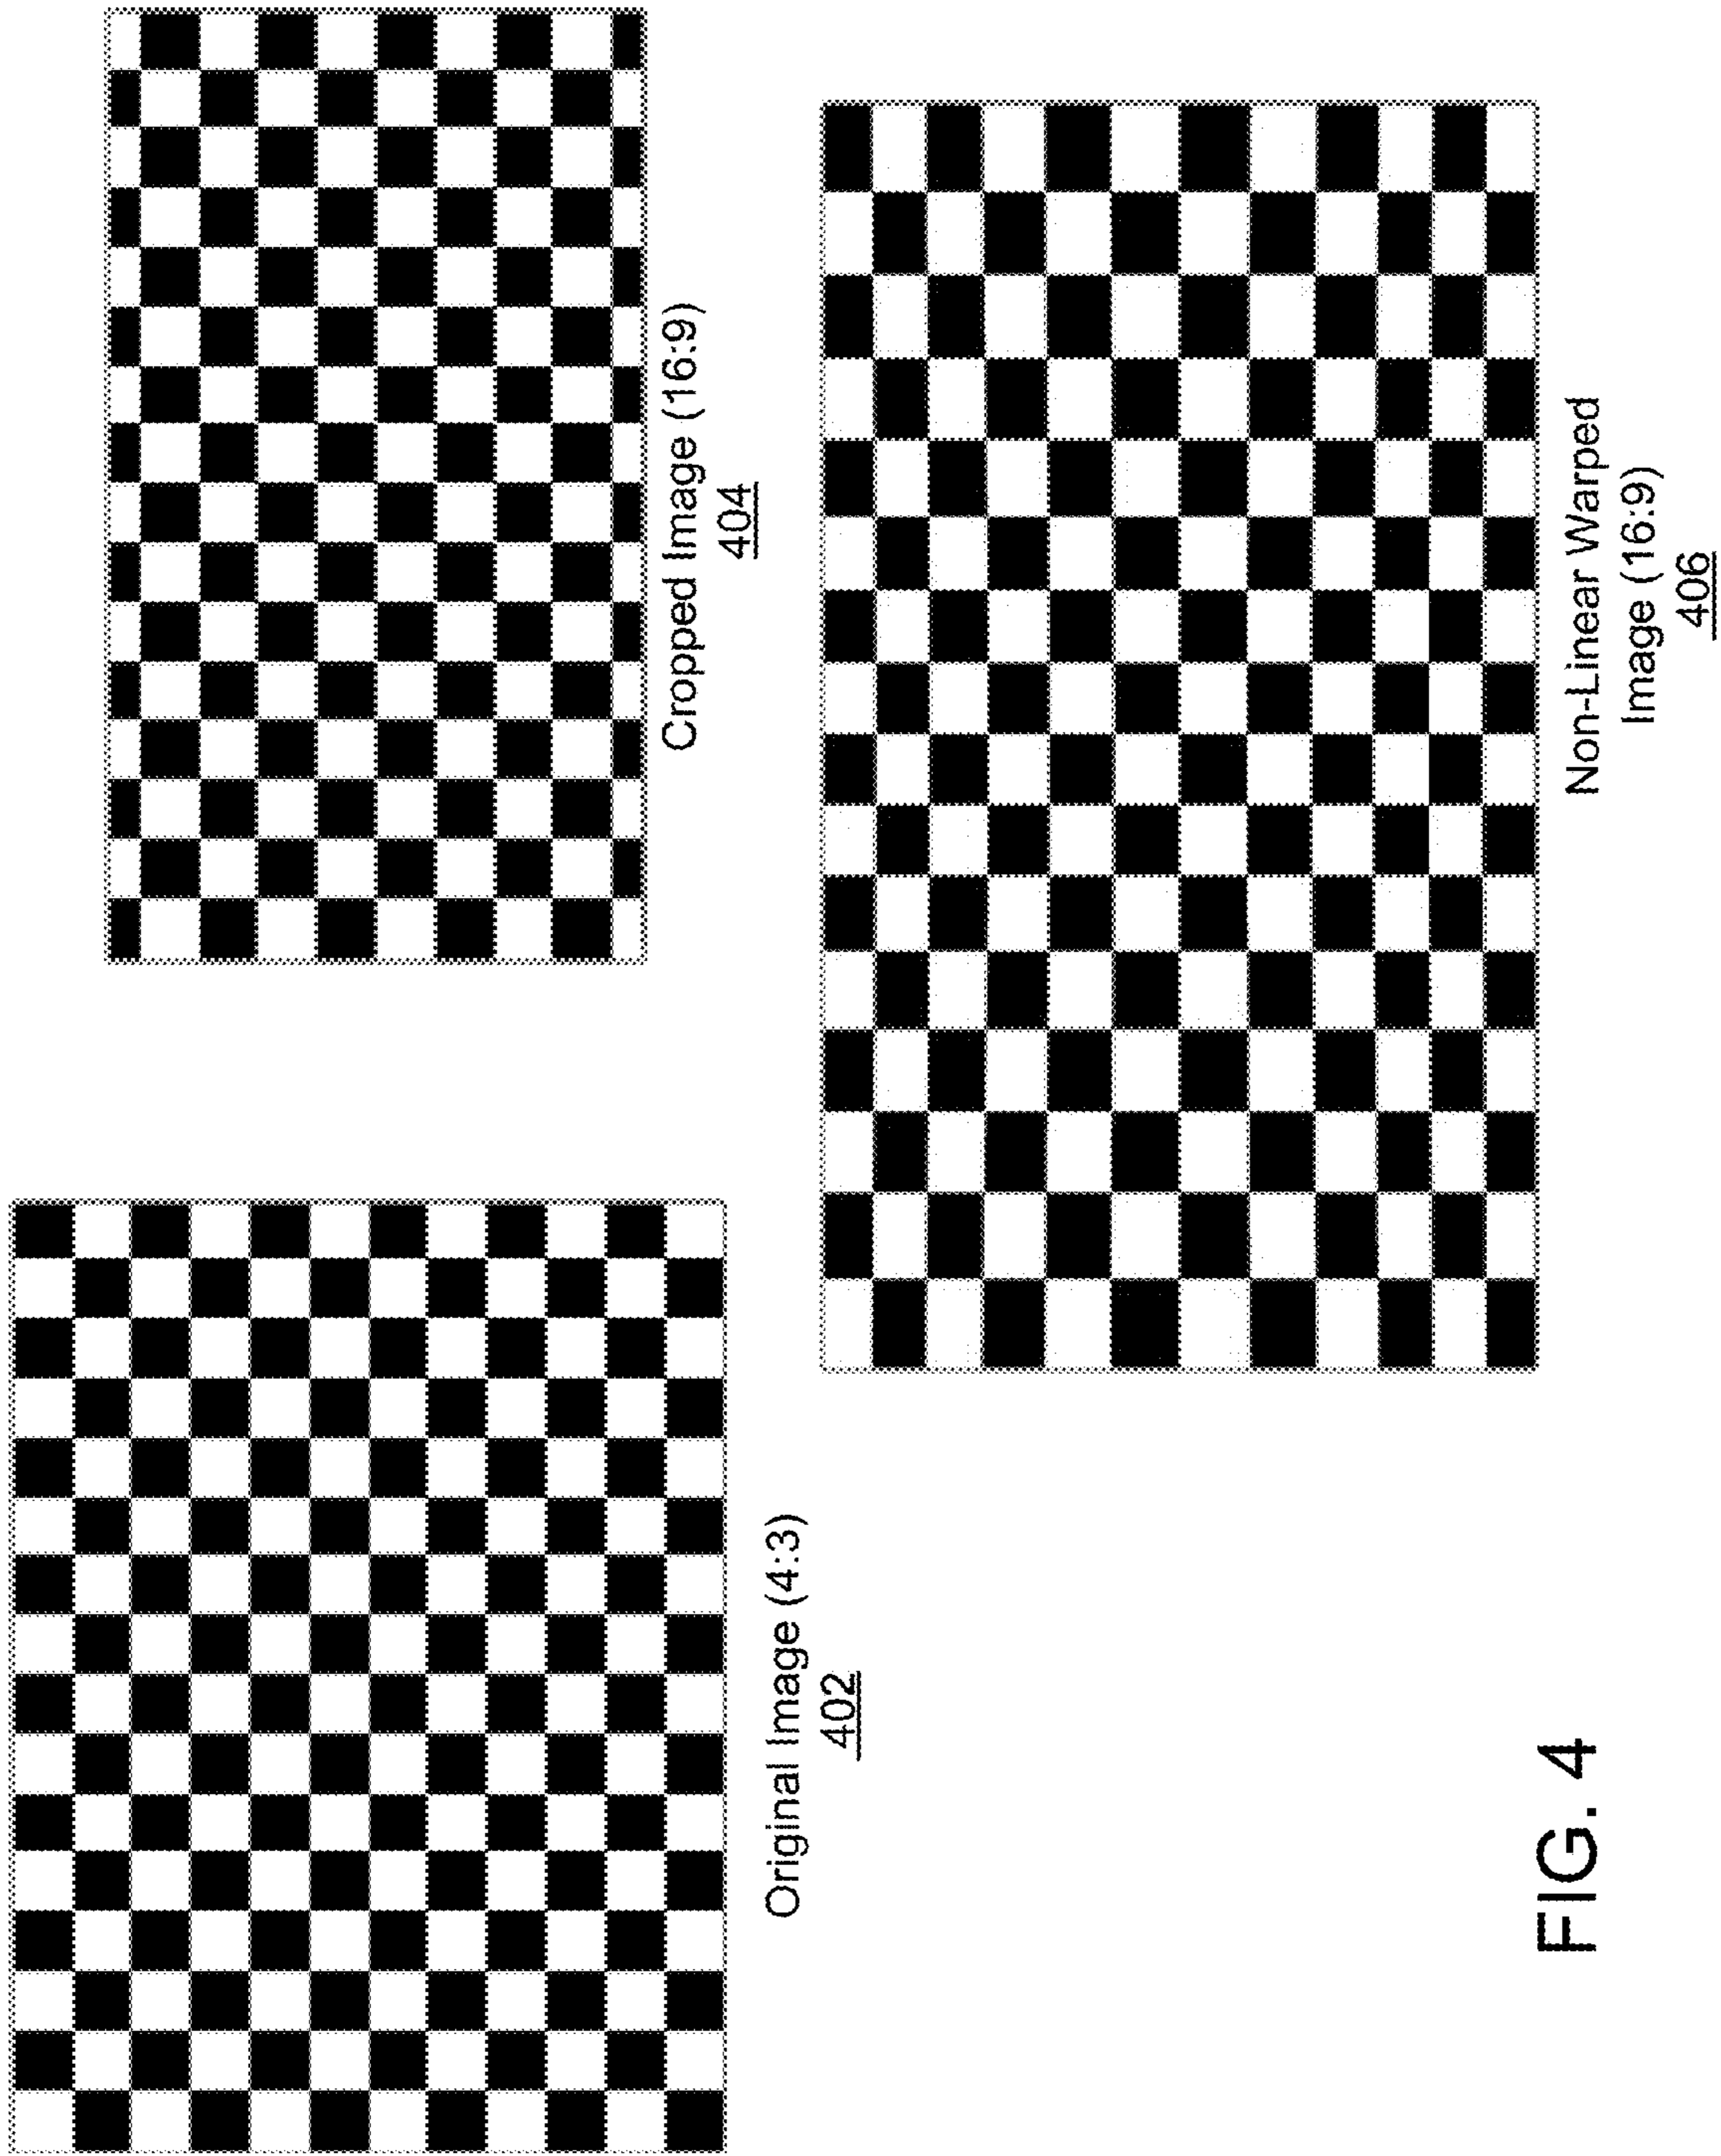 Original Image (4:3)
402
Cropped Image (16:9)
404
Non-Linear Warped
Image (16:9)
406
FIG. 4